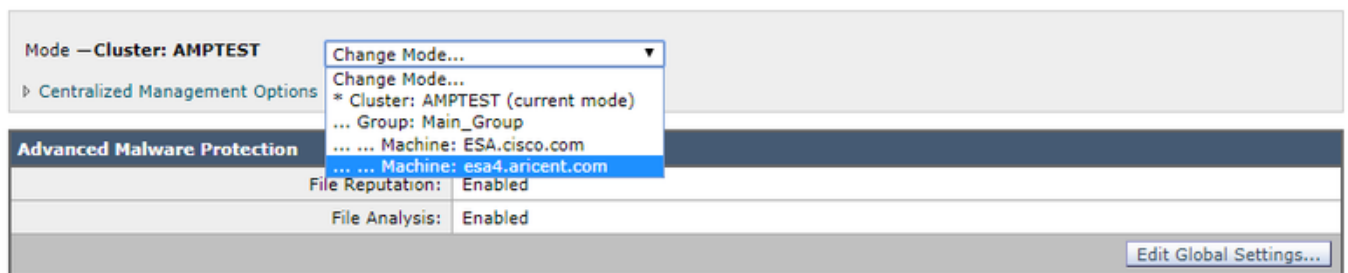 Mode —Cluster: AMPTEST
Change Mode...
▷ Centralized Management Options
Change Mode...
* Cluster: AMPTEST (current mode)
... Group: Main_Group
... ... Machine: ESA.cisco.com
... ... Machine: esa4.aricent.com
Advanced Malware Protection
File Reputation: Enabled
File Analysis: Enabled
Edit Global Settings...